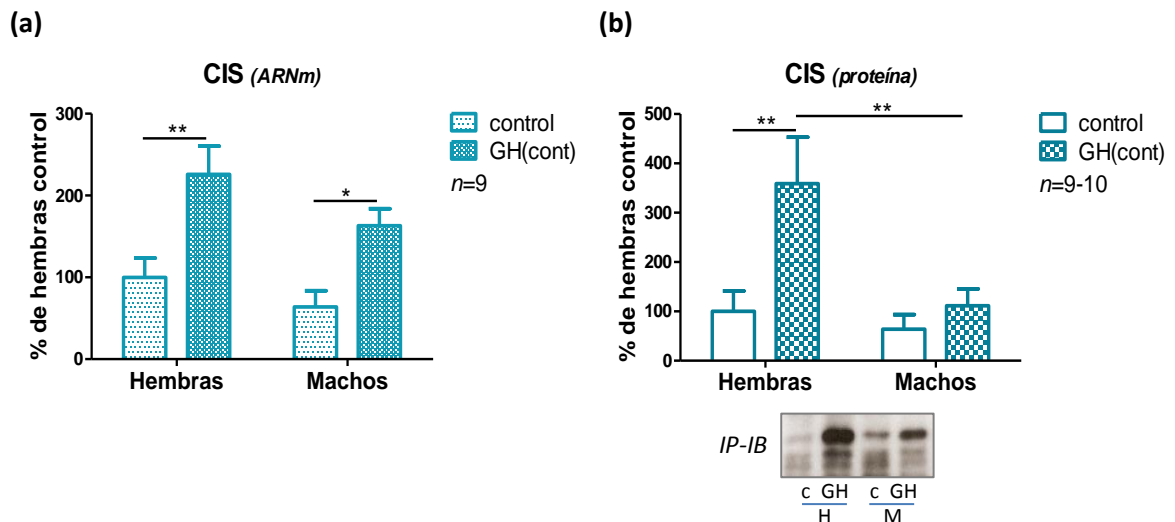 (a)
CIS (ARNm)
% de hembras control
300
200
100
0
**
*
Hembras
Machos
control
GH(cont)
n=9
(b)
CIS (proteína)
% de hembras control
500
400
300
200
100
0
**
**
Hembras
Machos
control
GH(cont)
n=9-10
IP-IB
c GH c GH
H M